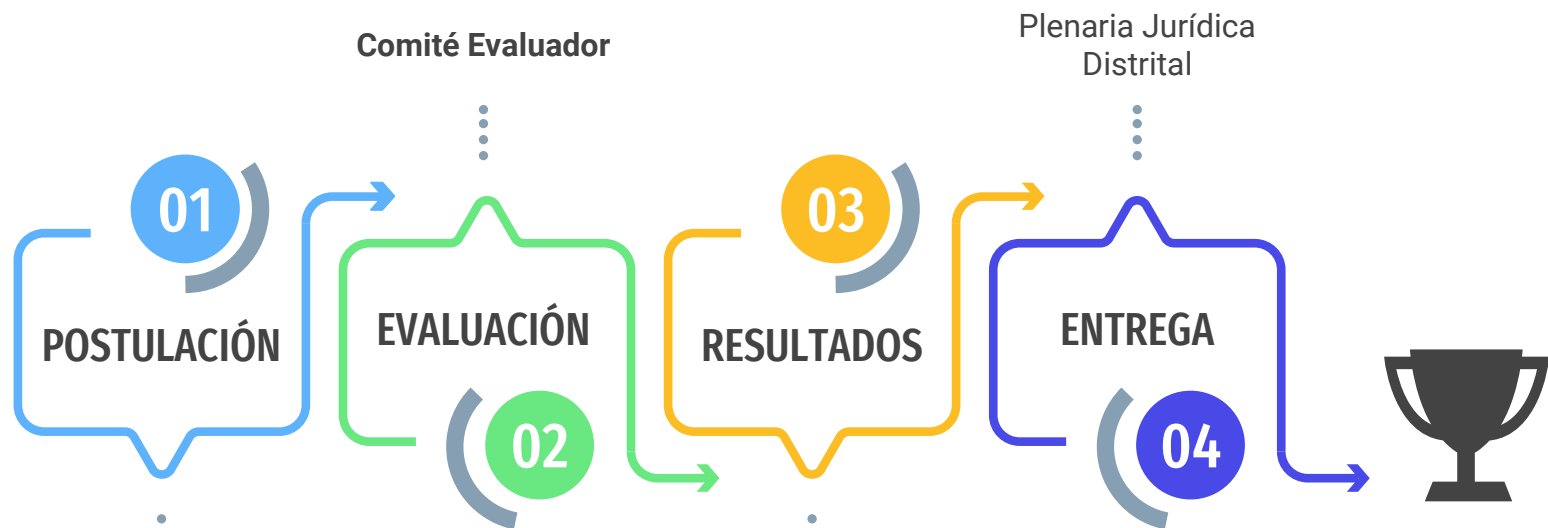 Comité Evaluador
Plenaria Jurídica
Distrital
01
POSTULACIÓN
EVALUACIÓN
02
03
RESULTADOS
ENTREGA
04